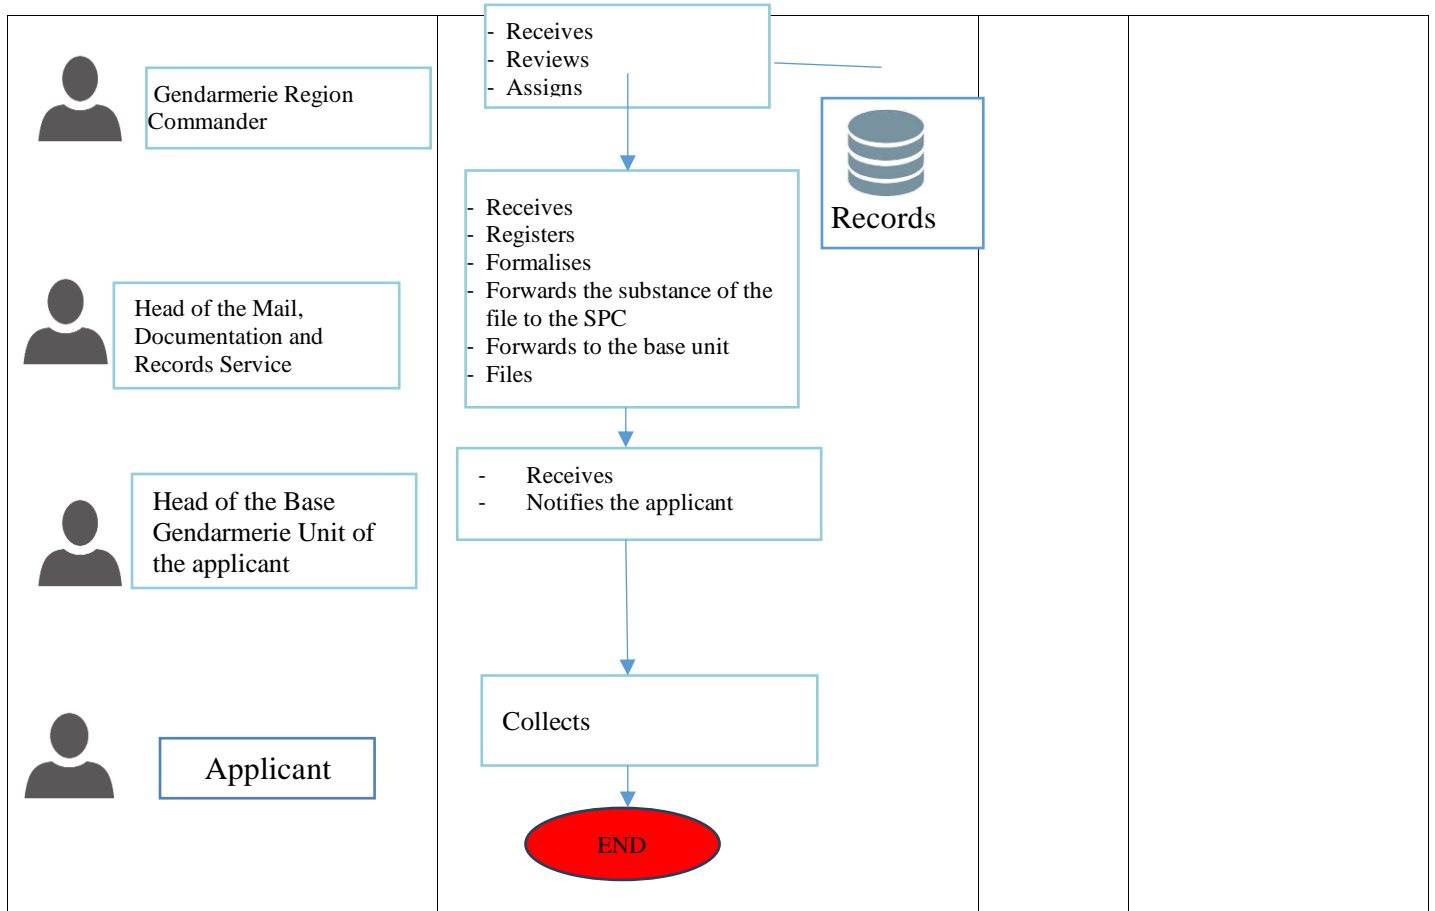 - Receives
- Reviews
- Assigns
Gendarmerie Region
Commander
Records
- Receives
- Registers
- Formalises
- Forwards the substance of the
file to the SPC
- Forwards to the base unit
- Files
Head of the Mail,
Documentation and
Records Service
- Receives
- Notifies the applicant
Head of the Base
Gendarmerie Unit of
the applicant
Collects
Applicant
END